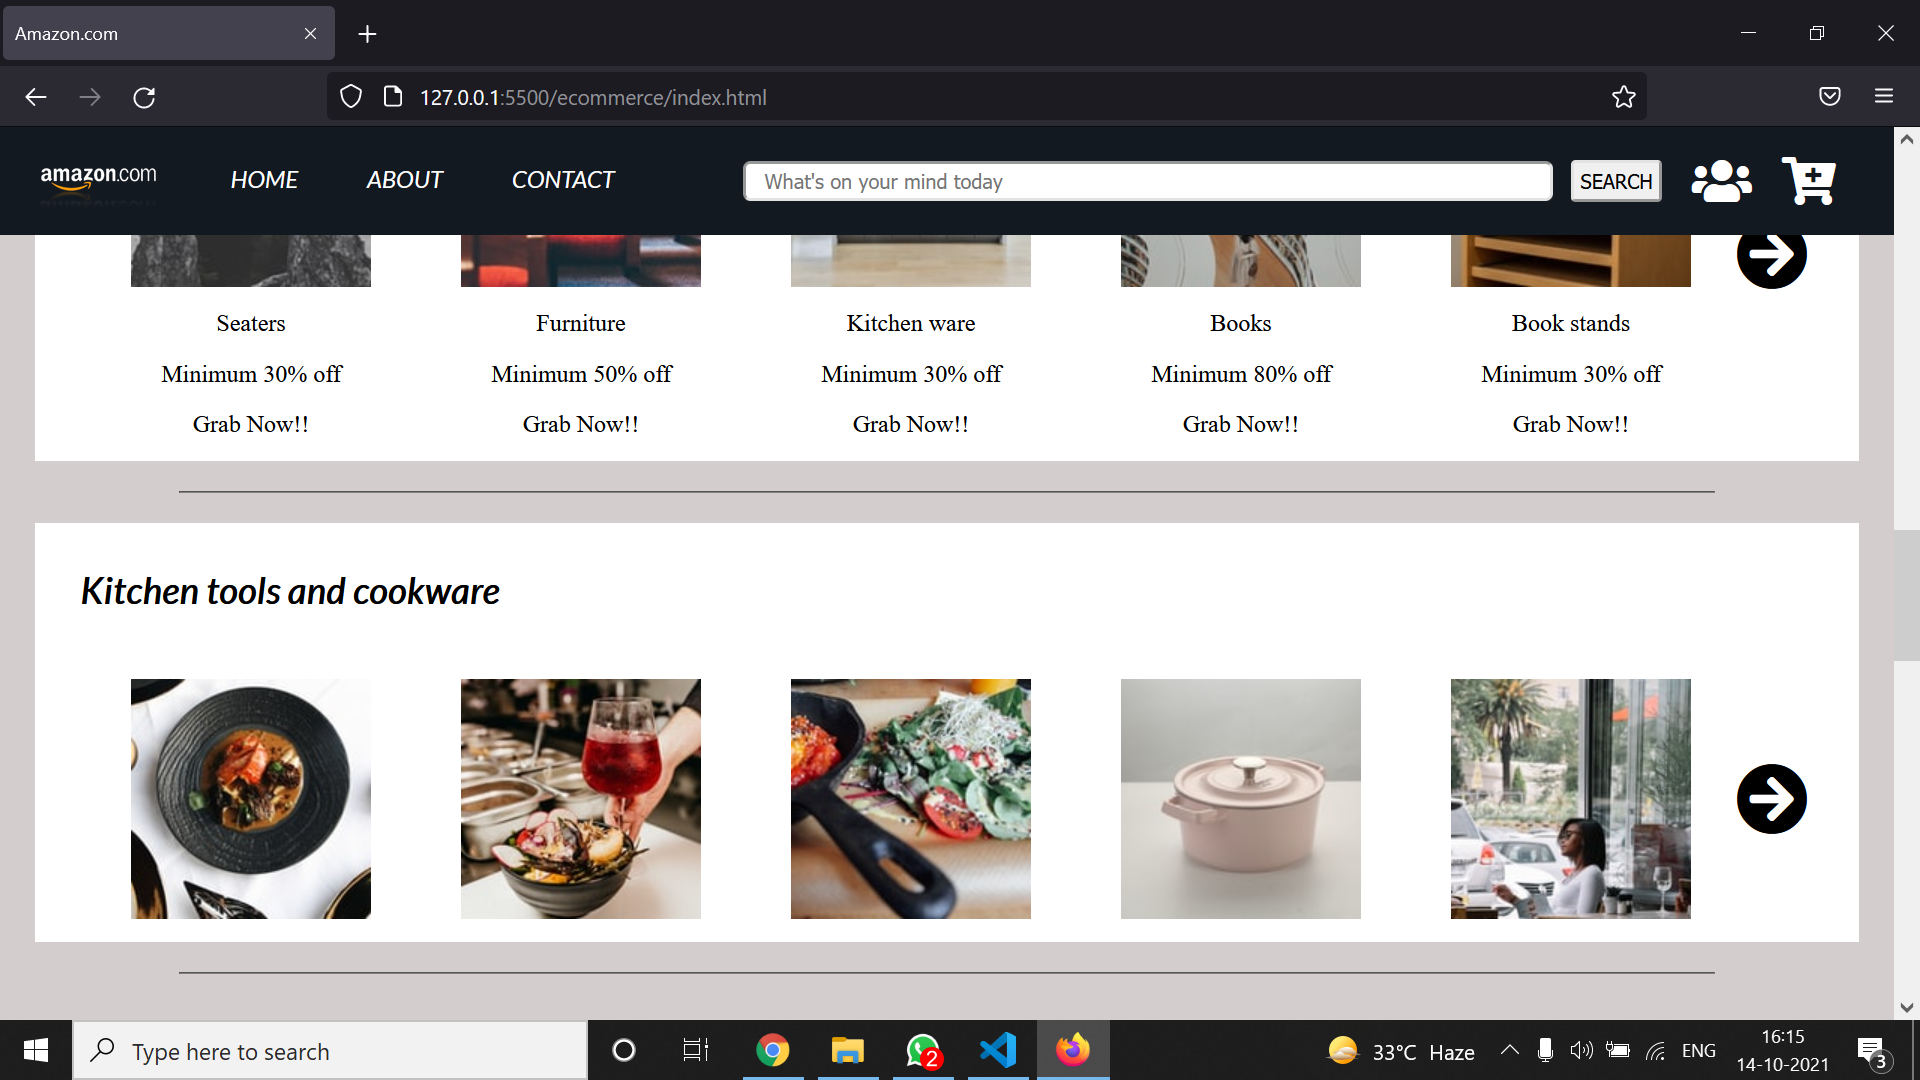 Amazon.com
127.0.0.1:5500/ecommerce/index.html
amazon.com HOME ABOUT CONTACT What's on your mind today SEARCH
Seaters Furniture Kitchen ware Books Book stands
Minimum 30% off Minimum 50% off Minimum 30% off Minimum 80% off Minimum 30% off
Grab Now!! Grab Now!! Grab Now!! Grab Now!! Grab Now!!
Kitchen tools and cookware
Type here to search 2 33°C Haze ENG 16:15
14-10-2021 3